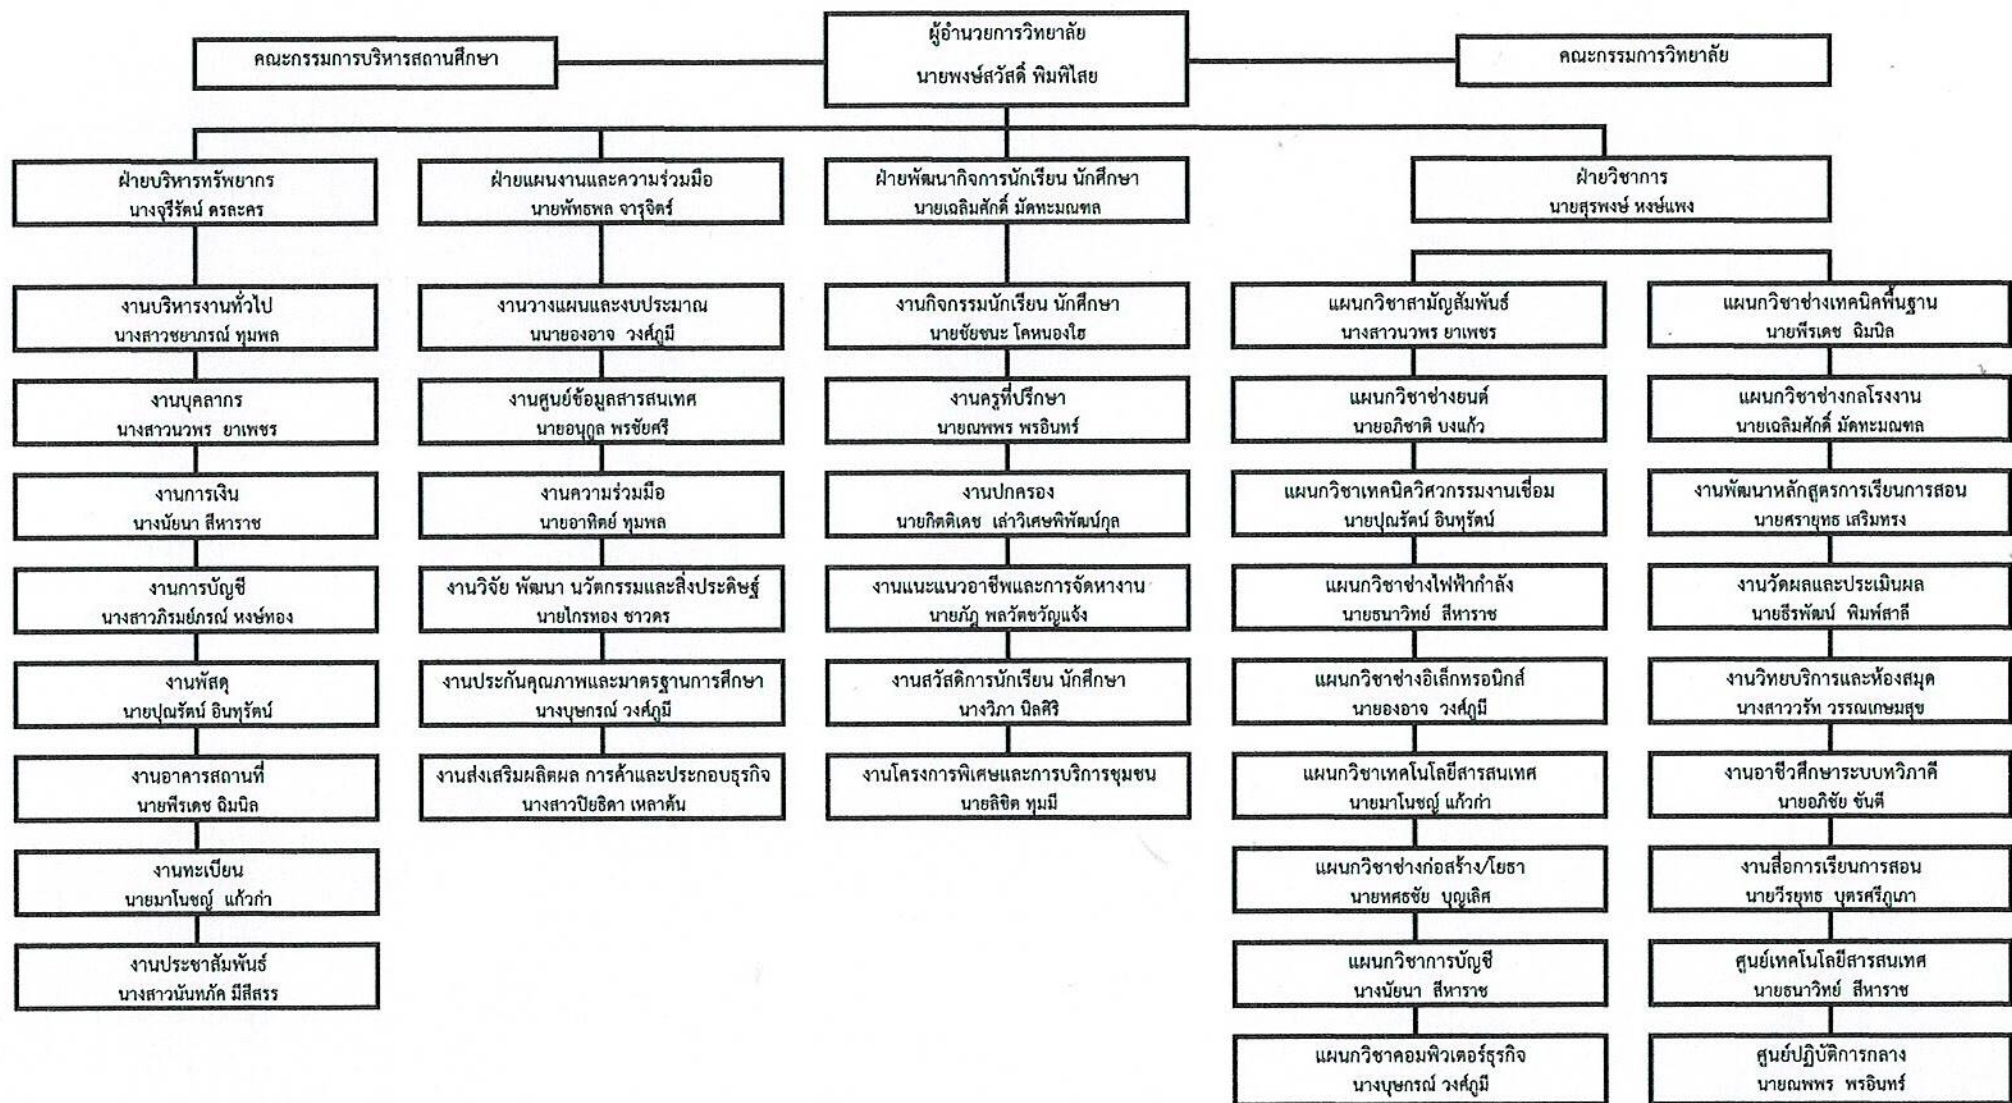 ผู้อำนวยการวิทยาลัย
นายพงษ์สวัสดิ์ พิมพิไสย
คณะกรรมการบริหารสถานศึกษา
คณะกรรมการวิทยาลัย
ฝ่ายบริหารทรัพยากร
นางจุรีรัตน์ ดรละคร
งานบริหารงานทั่วไป
นางสาวชยาภรณ์ ทุมพล
งานบุคลากร
นางสาวนวพร ยาเพชร
งานการเงิน
นางนัยนา สีหาราช
งานการบัญชี
นางสาวภิรมย์ภรณ์ หงษ์ทอง
งานพัสดุ
นายปุณรัตน์ อินทุรัตน์
งานอาคารสถานที่
นายพีรเดช ฉิมนิล
งานทะเบียน
นายมาโนชญ์ แก้วก่า
งานประชาสัมพันธ์
นางสาวนันทภัค มีสีสรร
ฝ่ายแผนงานและความร่วมมือ
นายพัทธพล จารุจิตร์
งานวางแผนและงบประมาณ
นนายองอาจ วงศ์ภูมี
งานศูนย์ข้อมูลสารสนเทศ
นายอนุกูล พรชัยศรี
งานความร่วมมือ
นายอาทิตย์ ทุมพล
งานวิจัย พัฒนา นวัตกรรมและสิ่งประดิษฐ์
นายไกรทอง ชาวดร
งานประกันคุณภาพและมาตรฐานการศึกษา
นางบุษกรณ์ วงศ์ภูมี
งานส่งเสริมผลิตผล การค้าและประกอบธุรกิจ
นางสาวปิยธิดา เหลาต้น
ฝ่ายพัฒนากิจการนักเรียน นักศึกษา
นายเฉลิมศักดิ์ มัดทะมณฑล
งานกิจกรรมนักเรียน นักศึกษา
นายชัยชนะ โคหนองใฮ
งานครูที่ปรึกษา
นายณพพร พรอินทร์
งานปกครอง
นายกิตติเดช เล่าวิเศษพิพัฒน์กุล
งานแนะแนวอาชีพและการจัดหางาน
นายภัฏ พลวัตขวัญแจ้ง
งานสวัสดิการนักเรียน นักศึกษา
นางวิภา นิลศิริ
งานโครงการพิเศษและการบริการชุมชน
นายลิขิต ทุมมี
ฝ่ายวิชาการ
นายสุรพงษ์ หงษ์แพง
แผนกวิชาสามัญสัมพันธ์
นางสาวนวพร ยาเพชร
แผนกวิชาช่างยนต์
นายอภิชาติ บงแก้ว
แผนกวิชาเทคนิควิศวกรรมงานเชื่อม
นายปุณรัตน์ อินทุรัตน์
แผนกวิชาช่างไฟฟ้ากำลัง
นายธนาวิทย์ สีหาราช
แผนกวิชาช่างอิเล็กทรอนิกส์
นายองอาจ วงศ์ภูมี
แผนกวิชาเทคโนโลยีสารสนเทศ
นายมาโนชญ์ แก้วก่า
แผนกวิชาช่างก่อสร้าง/โยธา
นายทศธชัย บุญเลิศ
แผนกวิชาการบัญชี
นางนัยนา สีหาราช
แผนกวิชาคอมพิวเตอร์ธุรกิจ
นางบุษกรณ์ วงศ์ภูมี
แผนกวิชาช่างเทคนิคพื้นฐาน
นายพีรเดช ฉิมนิล
แผนกวิชาช่างกลโรงงาน
นายเฉลิมศักดิ์ มัดทะมณฑล
งานพัฒนาหลักสูตรการเรียนการสอน
นายศรายุทธ เสริมทรง
งานวัดผลและประเมินผล
นายธีรพัฒน์ พิมพ์สาลี
งานวิทยบริการและห้องสมุด
นางสาววรัท วรรณเกษมสุข
งานอาชีวศึกษาระบบทวิภาคี
นายอภิชัย ขันตี
งานสื่อการเรียนการสอน
นายวีรยุทธ บุตรศรีภูเภา
ศูนย์เทคโนโลยีสารสนเทศ
นายธนาวิทย์ สีหาราช
ศูนย์ปฏิบัติการกลาง
นายณพพร พรอินทร์